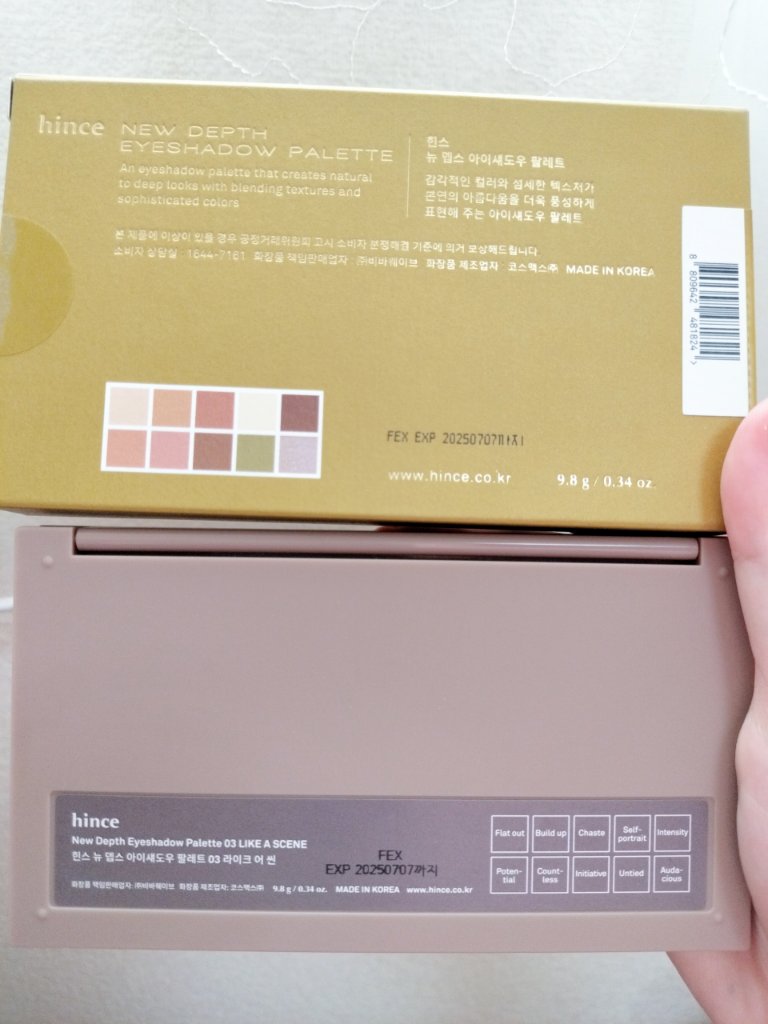 hince
NEW DEPTH
EYESHADOW PALETTE
An eyeshadow palette that creates natural
to deep looks with blending textures and
sophisticated colors
힌스
뉴 뎁스 아이섀도우 팔레트
감각적인 컬러와 섬세한 텍스처가
본연의 아름다움을 더욱 풍성하게
표현해 주는 아이섀도우 팔레트
본 제품에 이상이 있을 경우 공정거래위원회 고시 소비자 분쟁해결 기준에 의거 보상해드립니다.
소비자 상담실 : 1644-7161 화장품 책임판매업자 : ㈜비바웨이브 화장품 제조업자 : 코스맥스㈜ MADE IN KOREA
8 809642 481824 >
FEX EXP 20250707까지
www.hince.co.kr 9.8 g / 0.34 oz.
hince
New Depth Eyeshadow Palette 03 LIKE A SCENE
힌스 뉴 뎁스 아이섀도우 팔레트 03 라이크 어 씬
화장품 책임판매업자: ㈜비바웨이브 화장품 제조업자: 코스맥스㈜ 9.8 g / 0.34 oz. MADE IN KOREA www.hince.co.kr
FEX
EXP 20250707까지
Flat out
Build up
Chaste
Self-
portrait
Intensity
Poten-
tial
Count-
less
Initiative
Untied
Auda-
cious